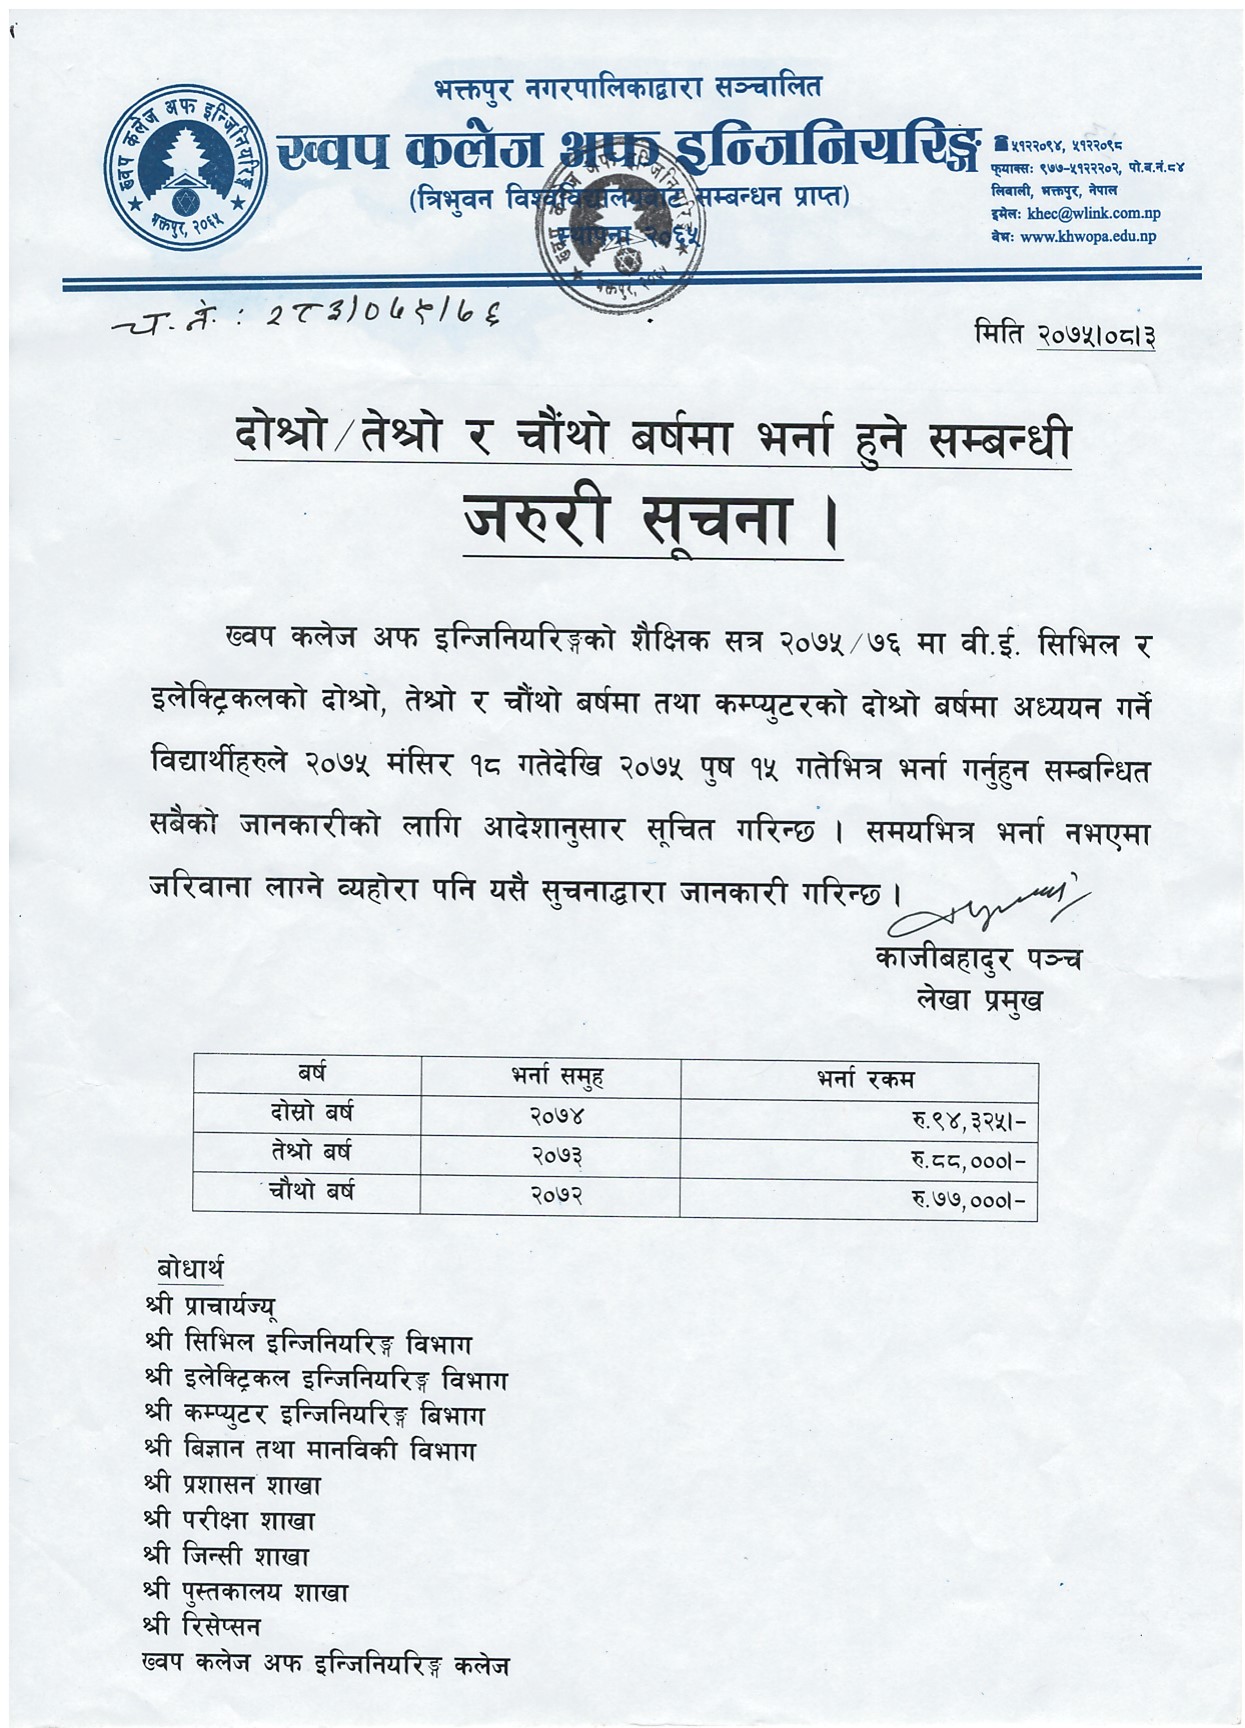 भक्तपुर नगरपालिकाद्वारा सञ्चालित
ख्वप कलेज अफ इन्जिनियरिङ्ग
(त्रिभुवन विश्वविद्यालयवाट सम्बन्धन प्राप्त)
स्थापना २०६५
ख्वप कलेज अफ इन्जिनियरिङ्ग
भक्तपुर, २०६५
☎५१२२०९४, ५१२२०९८
फ्याक्सः ९७७-५१२२२०२, पो.ब.नं.८४
लिवाली, भक्तपुर, नेपाल
इमेलः khec@wlink.com.np
वेभः www.khwopa.edu.np
च.नं.: २८३/०७५/७६
मिति २०७५।०८।३
दोश्रो/तेश्रो र चौंथो बर्षमा भर्ना हुने सम्बन्धी
जरुरी सूचना ।
ख्वप कलेज अफ इन्जिनियरिङ्गको शैक्षिक सत्र २०७५/७६ मा वी.ई. सिभिल र
इलेक्ट्रिकलको दोश्रो, तेश्रो र चौंथो बर्षमा तथा कम्प्युटरको दोश्रो बर्षमा अध्ययन गर्ने
विद्यार्थीहरुले २०७५ मंसिर १८ गतेदेखि २०७५ पुष १५ गतेभित्र भर्ना गर्नुहुन सम्बन्धित
सबैको जानकारीको लागि आदेशानुसार सूचित गरिन्छ । समयभित्र भर्ना नभएमा
जरिवाना लाग्ने व्यहोरा पनि यसै सुचनाद्धारा जानकारी गरिन्छ ।
काजीबहादुर पञ्च
लेखा प्रमुख
बर्ष भर्ना समुह भर्ना रकम
दोस्रो बर्ष २०७४ रु.९४,३२५।-
तेश्रो बर्ष २०७३ रु.८८,०००।-
चौथो बर्ष २०७२ रु.७७,०००।-
बोधार्थ
श्री प्राचार्यज्यू
श्री सिभिल इन्जिनियरिङ्ग विभाग
श्री इलेक्ट्रिकल इन्जिनियरिङ्ग विभाग
श्री कम्प्युटर इन्जिनियरिङ्ग बिभाग
श्री बिज्ञान तथा मानविकी विभाग
श्री प्रशासन शाखा
श्री परीक्षा शाखा
श्री जिन्सी शाखा
श्री पुस्तकालय शाखा
श्री रिसेप्सन
ख्वप कलेज अफ इन्जिनियरिङ्ग कलेज